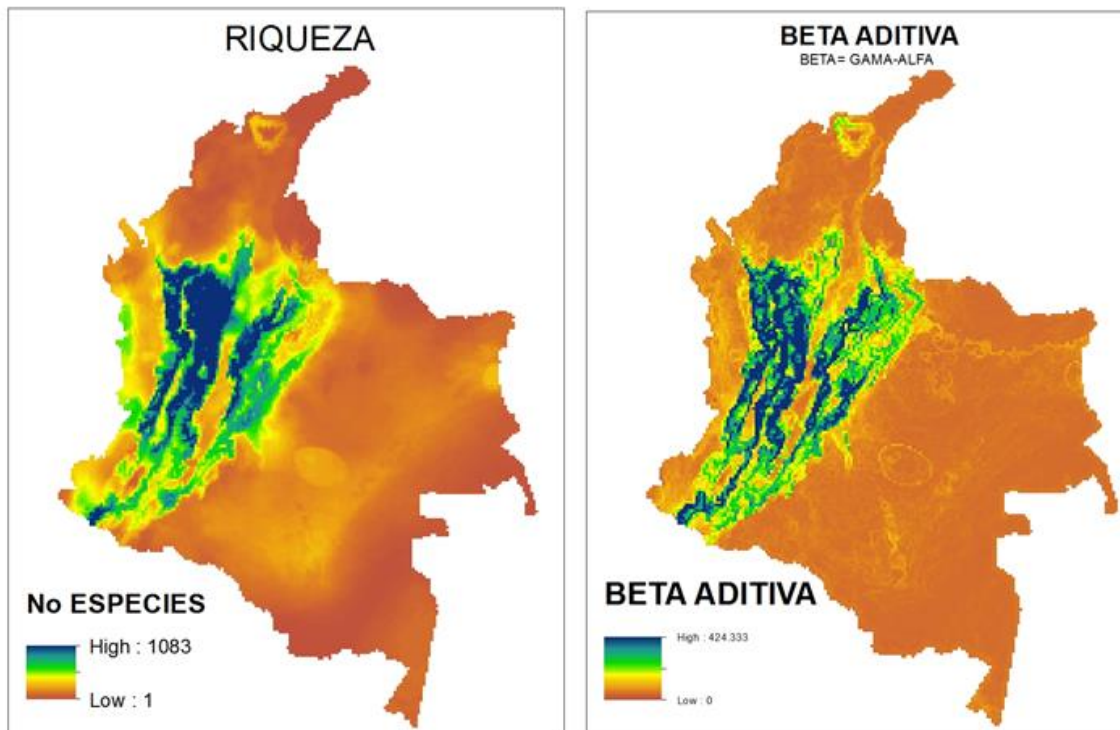 RIQUEZA
No ESPECIES
High : 1083
Low : 1
BETA ADITIVA
BETA= GAMA-ALFA
BETA ADITIVA
High : 424.333
Low : 0